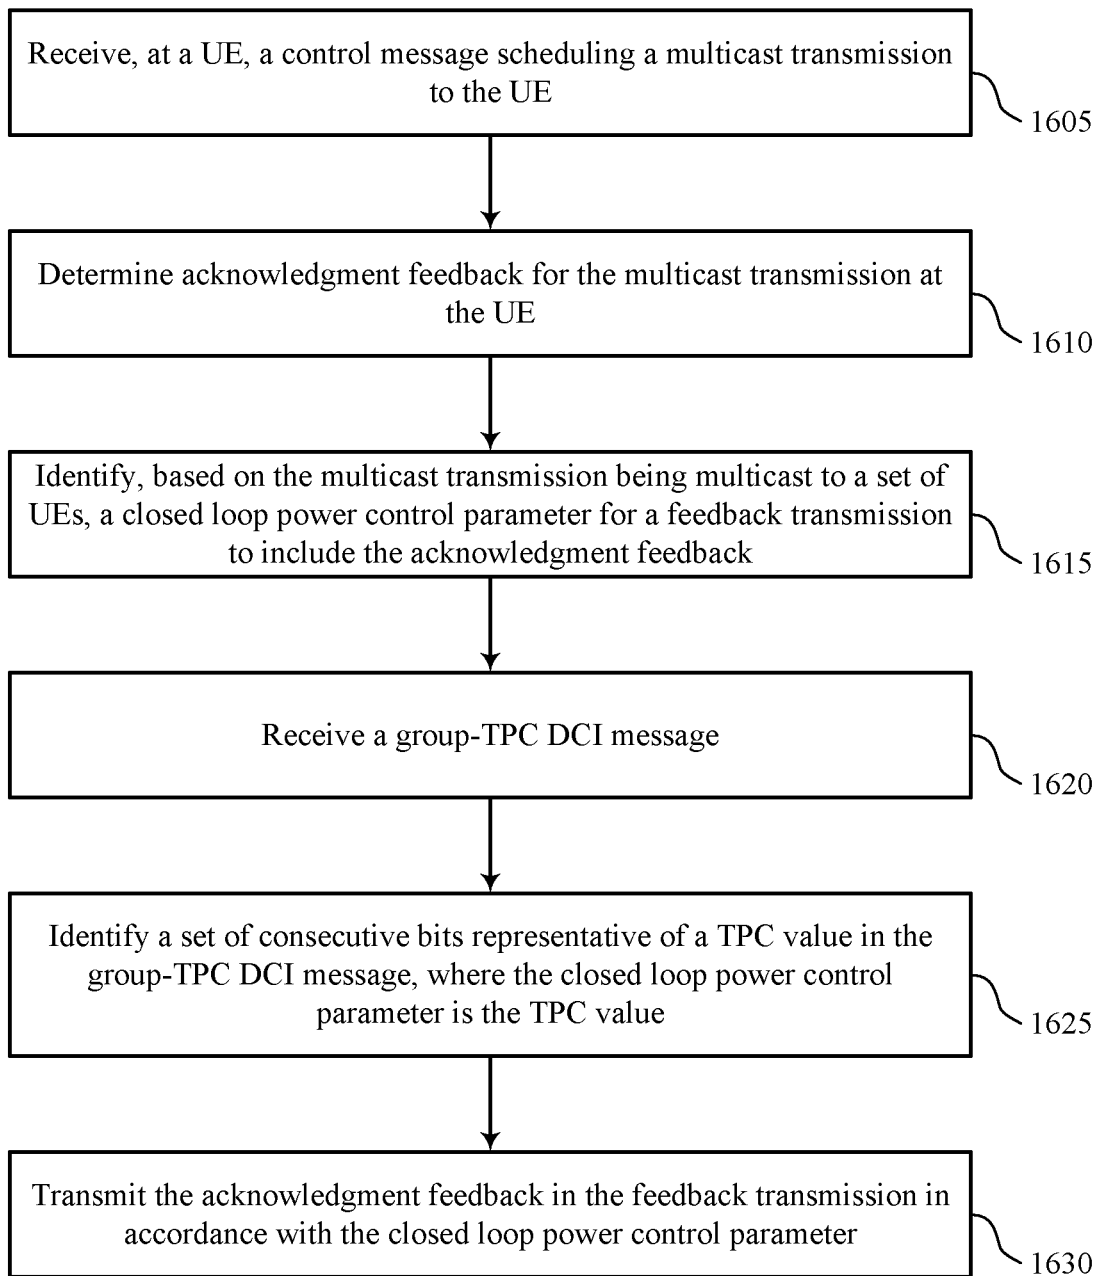 Receive, at a UE, a control message scheduling a multicast transmission
to the UE
1605
Determine acknowledgment feedback for the multicast transmission at
the UE
1610
Identify, based on the multicast transmission being multicast to a set of
UEs, a closed loop power control parameter for a feedback transmission
to include the acknowledgment feedback
1615
Receive a group-TPC DCI message
1620
Identify a set of consecutive bits representative of a TPC value in the
group-TPC DCI message, where the closed loop power control
parameter is the TPC value
1625
Transmit the acknowledgment feedback in the feedback transmission in
accordance with the closed loop power control parameter
1630